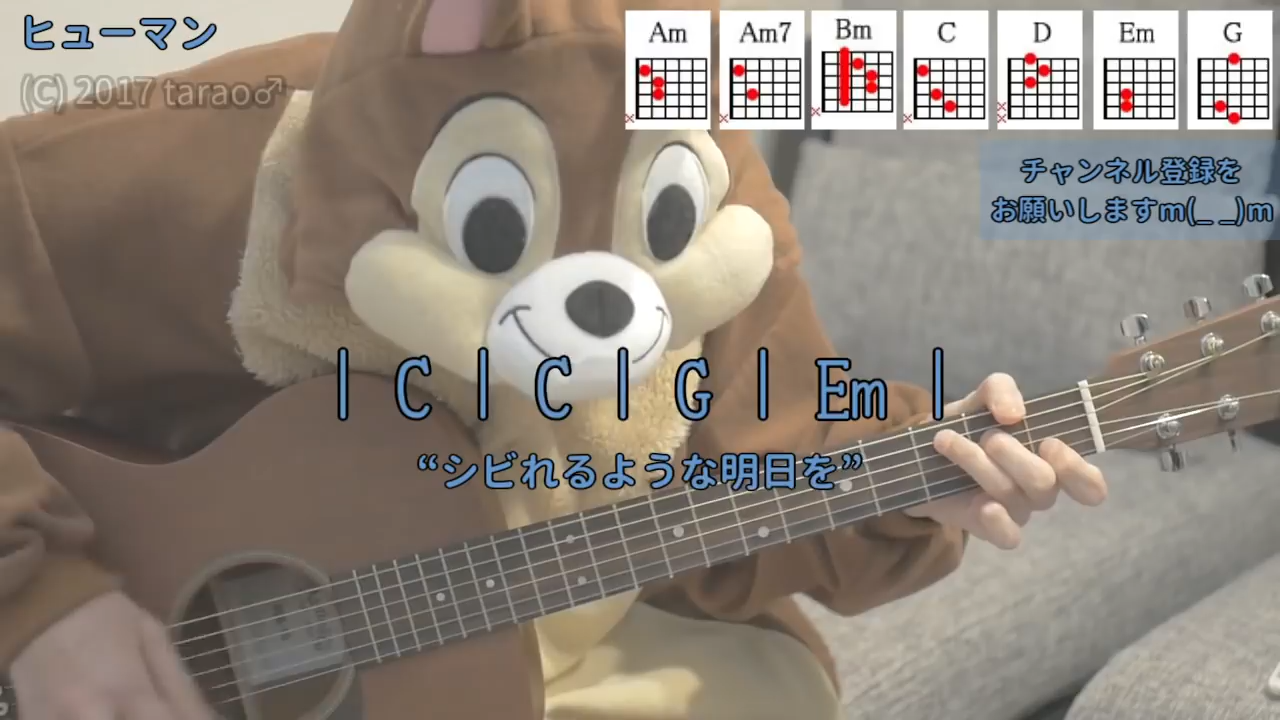 ヒューマン
(C) 2017 tarao♂
Am Am7 Bm C D Em G
チャンネル登録を
お願いしますm(_ _)m
| C | C | G | Em |
“シビれるような明日を”